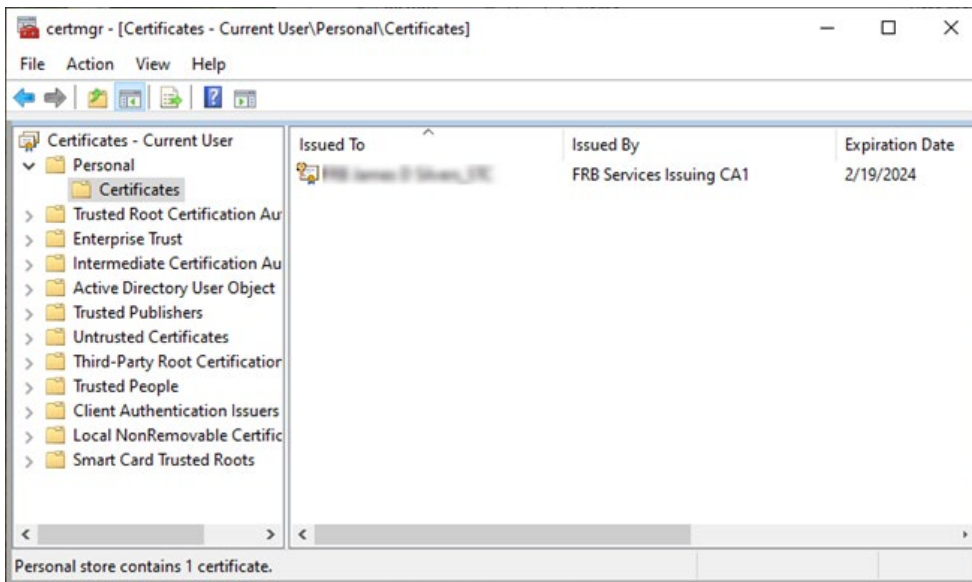 certmgr - [Certificates - Current User\Personal\Certificates]
File Action View Help
Certificates - Current User
Personal
Certificates
Trusted Root Certification Au
Enterprise Trust
Intermediate Certification Au
Active Directory User Object
Trusted Publishers
Untrusted Certificates
Third-Party Root Certification
Trusted People
Client Authentication Issuers
Local NonRemovable Certific
Smart Card Trusted Roots
Issued To Issued By Expiration Date
FRB Services Issuing CA1 2/19/2024
Personal store contains 1 certificate.